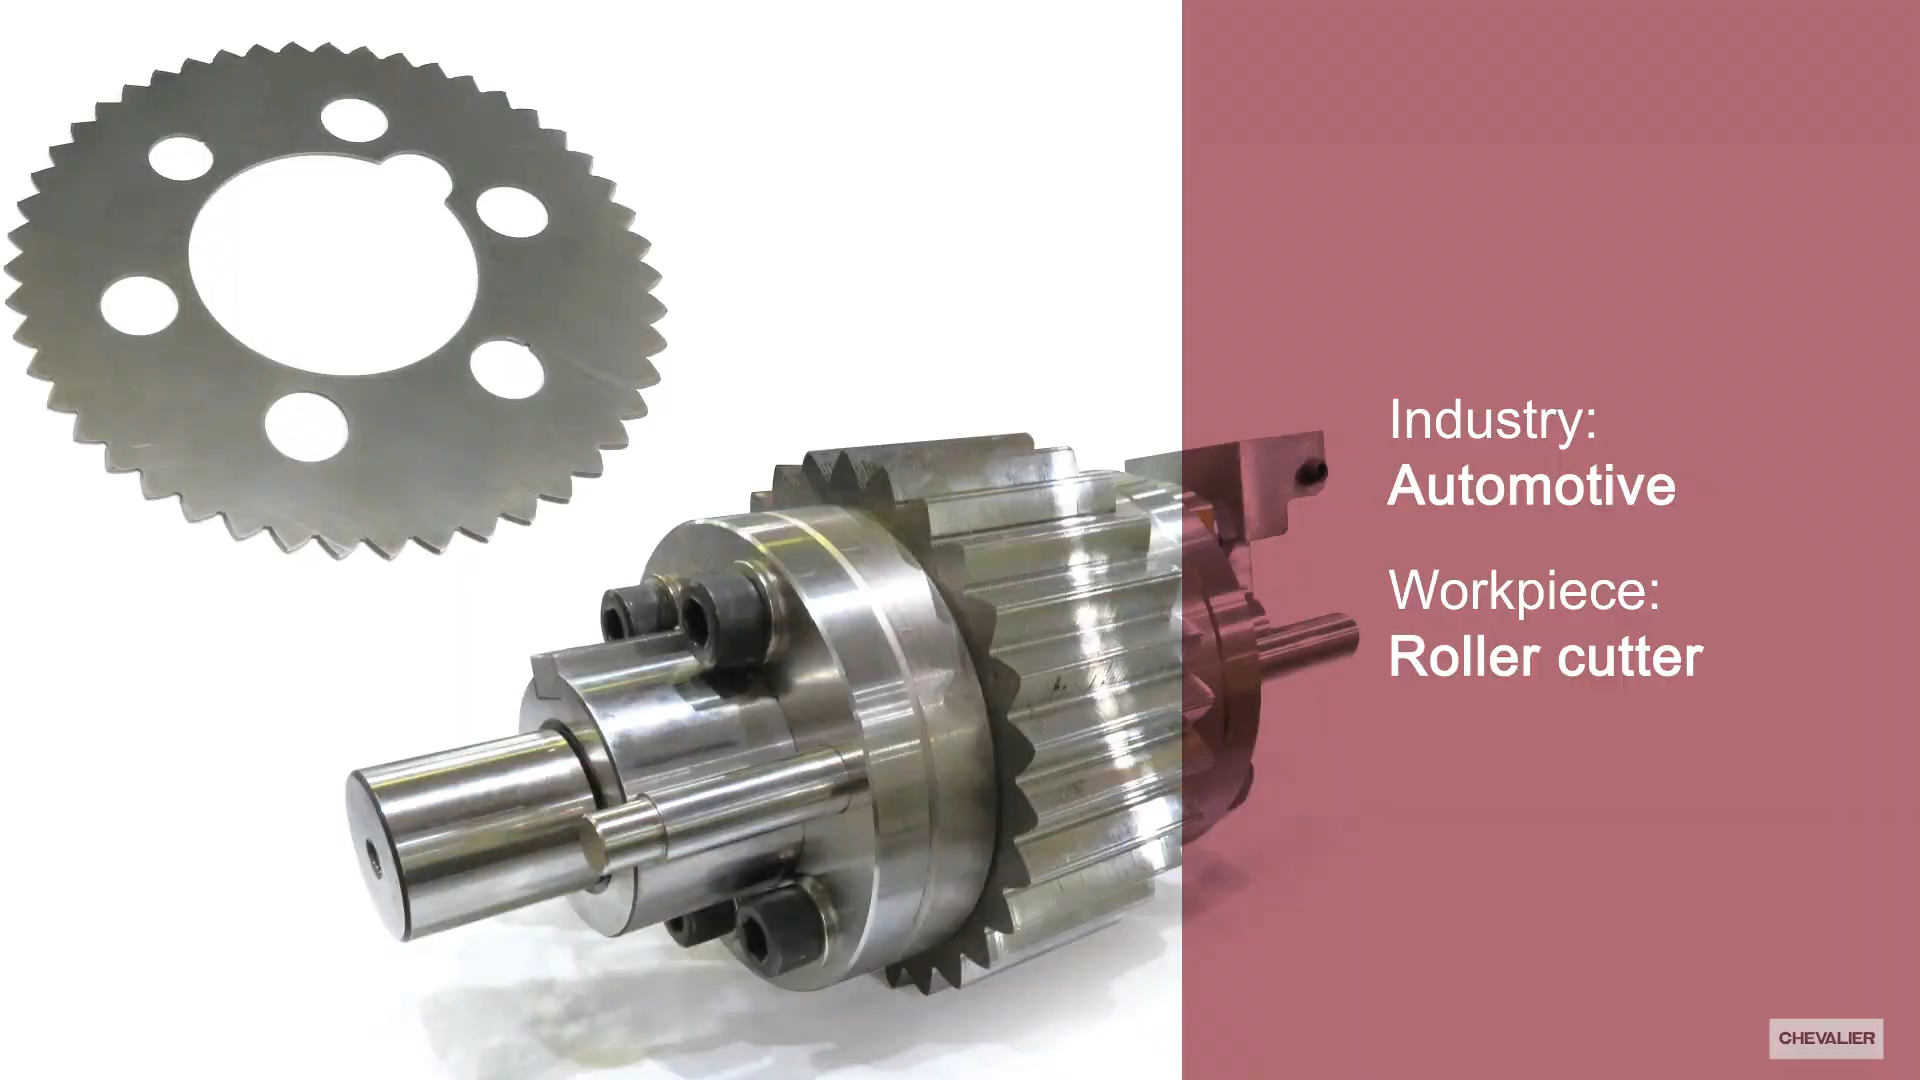 Industry:
Automotive
Workpiece:
Roller cutter
CHEVALIER